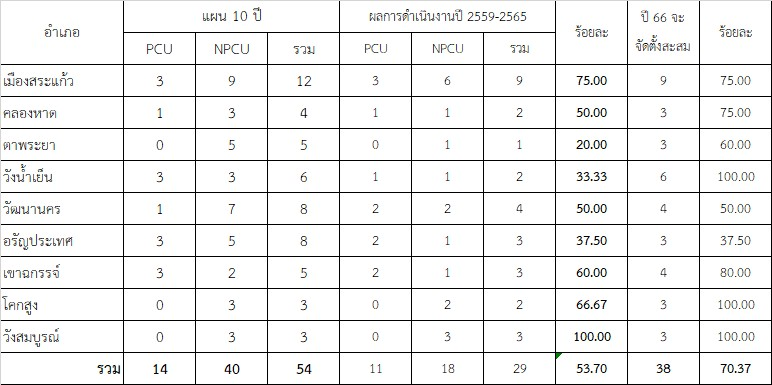 อำเภอ แผน 10 ปี ผลการดำเนินงานปี 2559-2565 ร้อยละ ปี 66 จะ จัดตั้งสะสม ร้อยละ
PCU NPCU รวม PCU NPCU รวม
เมืองสระแก้ว 3 9 12 3 6 9 75.00 9 75.00
คลองหาด 1 3 4 1 1 2 50.00 3 75.00
ตาพระยา 0 5 5 0 1 1 20.00 3 60.00
วังน้ำเย็น 3 3 6 1 1 2 33.33 6 100.00
วัฒนานคร 1 7 8 2 2 4 50.00 4 50.00
อรัญประเทศ 3 5 8 2 1 3 37.50 3 37.50
เขาฉกรรจ์ 3 2 5 2 1 3 60.00 4 80.00
โคกสูง 0 3 3 0 2 2 66.67 3 100.00
วังสมบูรณ์ 0 3 3 0 3 3 100.00 3 100.00
รวม 14 40 54 11 18 29 53.70 38 70.37